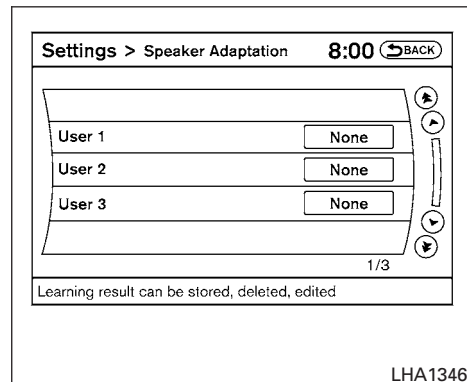 Settings > Speaker Adaptation 8:00 BACK
User 1 None
User 2 None
User 3 None
1/3
Learning result can be stored, deleted, edited
LHA1346